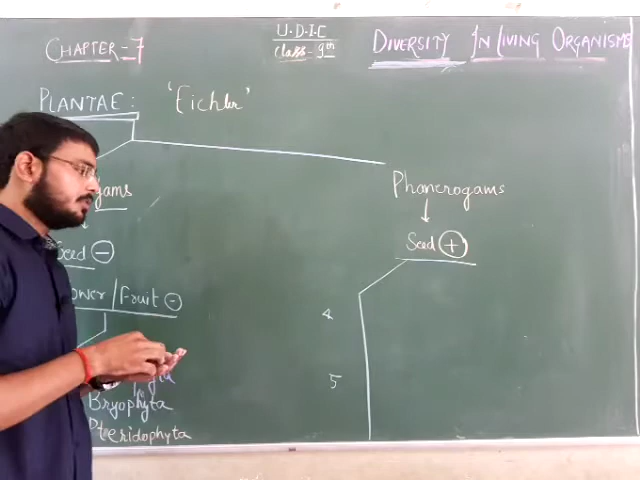 CHAPTER-7
U.D.I.C
Class-9th
DIVERSITY IN LIVING ORGANISMS
PLANTAE:
'Eichler'
gams
Phanerogams
Seed ⊖
Seed ⊕
ower/Fruit ⊖
4
5
Bryophyta
Pteridophyta